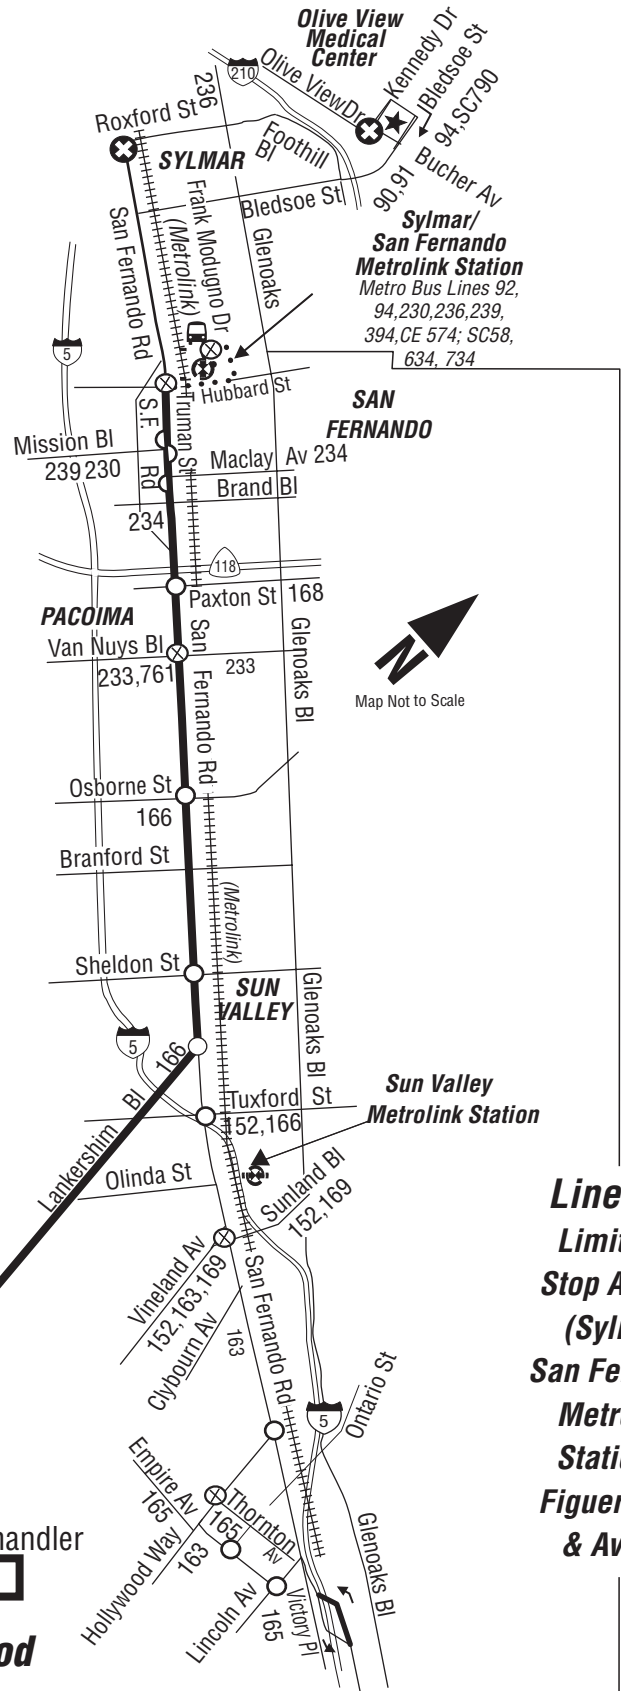 Olive View
Medical
Center
Kennedy Dr
Bledsoe St
236
210
Olive View Dr
94,SC790
Roxford St
Foothill
Bl
SYLMAR
90,91
Bucher Av
Bledsoe St
Frank Modugno Dr
(Metrolink)
San Fernando Rd
Glenoaks
Sylmar/
San Fernando
Metrolink Station
Metro Bus Lines 92,
94,230,236,239,
394,CE 574; SC58,
634, 734
5
Hubbard St
S.F.
Rd
Truman St
SAN
FERNANDO
Mission Bl
239 230
Maclay Av 234
Brand Bl
234
118
Paxton St 168
PACOIMA
San
Fernando Rd
Glenoaks Bl
Van Nuys Bl
233,761
233
N
Map Not to Scale
Osborne St
166
Branford St
(Metrolink)
Sheldon St
SUN
VALLEY
Glenoaks Bl
5
166
Lankershim Bl
Tuxford St
152,166
Sun Valley
Metrolink Station
Olinda St
Sunland Bl
152,169
Vineland Av
152,163,169
Clybourn Av
163
San Fernando Rd
Line
Limit
Stop A
(Syll
San Fe
Metr
Stati
Figuer
& Av
5
Ontario St
Empire Av
165
Thornton
Av
165
163
Hollywood Way
Lincoln Av
165
Victory Pl
Glenoaks Bl
handler
od